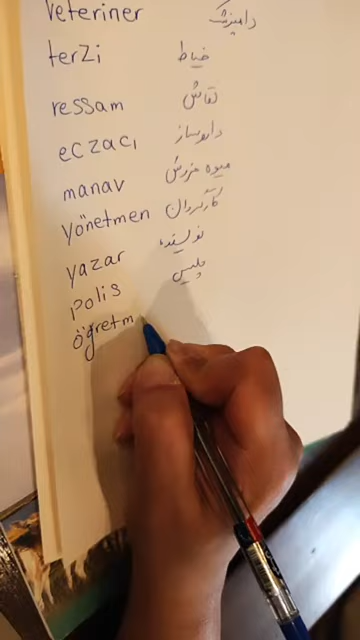 veteriner دامپزشک
terzi خیاط
ressam نقاش
eczacı داروساز
manav میوه فروش
yönetmen کارگردان
yazar نویسنده
polis پلیس
öğretm